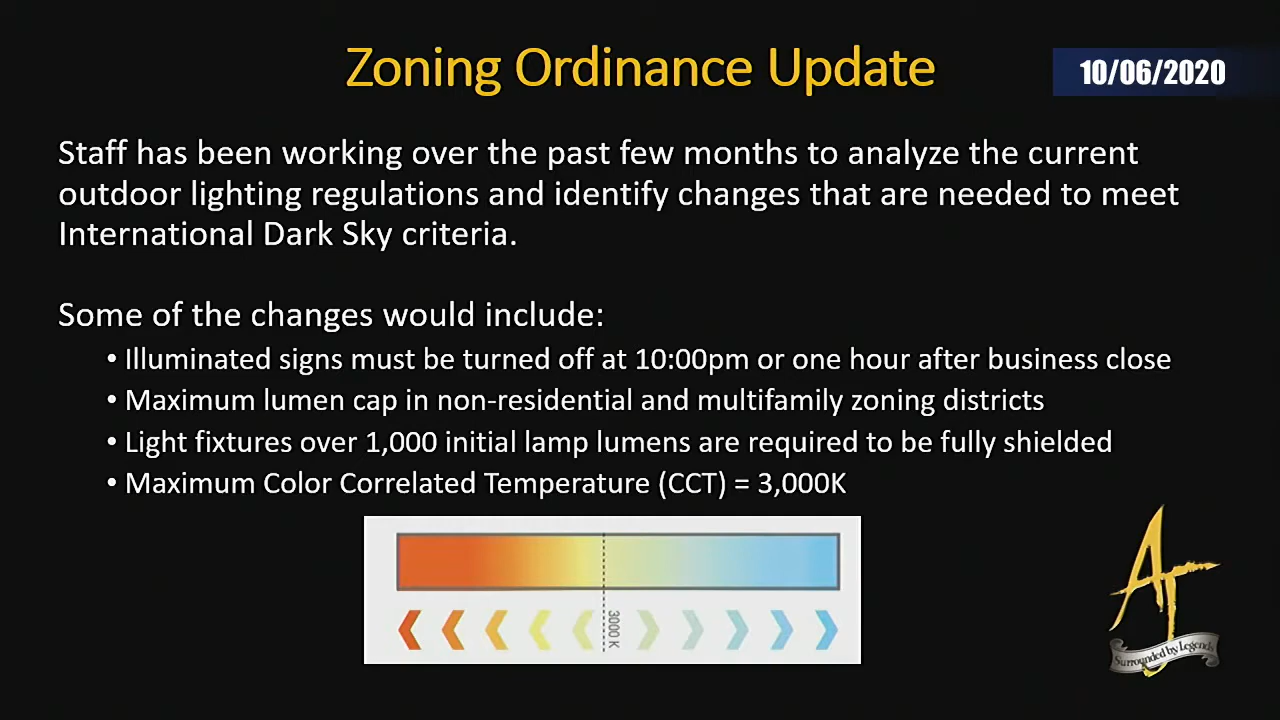 Zoning Ordinance Update
10/06/2020
Staff has been working over the past few months to analyze the current
outdoor lighting regulations and identify changes that are needed to meet
International Dark Sky criteria.
Some of the changes would include:
• Illuminated signs must be turned off at 10:00pm or one hour after business close
• Maximum lumen cap in non-residential and multifamily zoning districts
• Light fixtures over 1,000 initial lamp lumens are required to be fully shielded
• Maximum Color Correlated Temperature (CCT) = 3,000K
3000 K
AJ
Surrounded by Legends